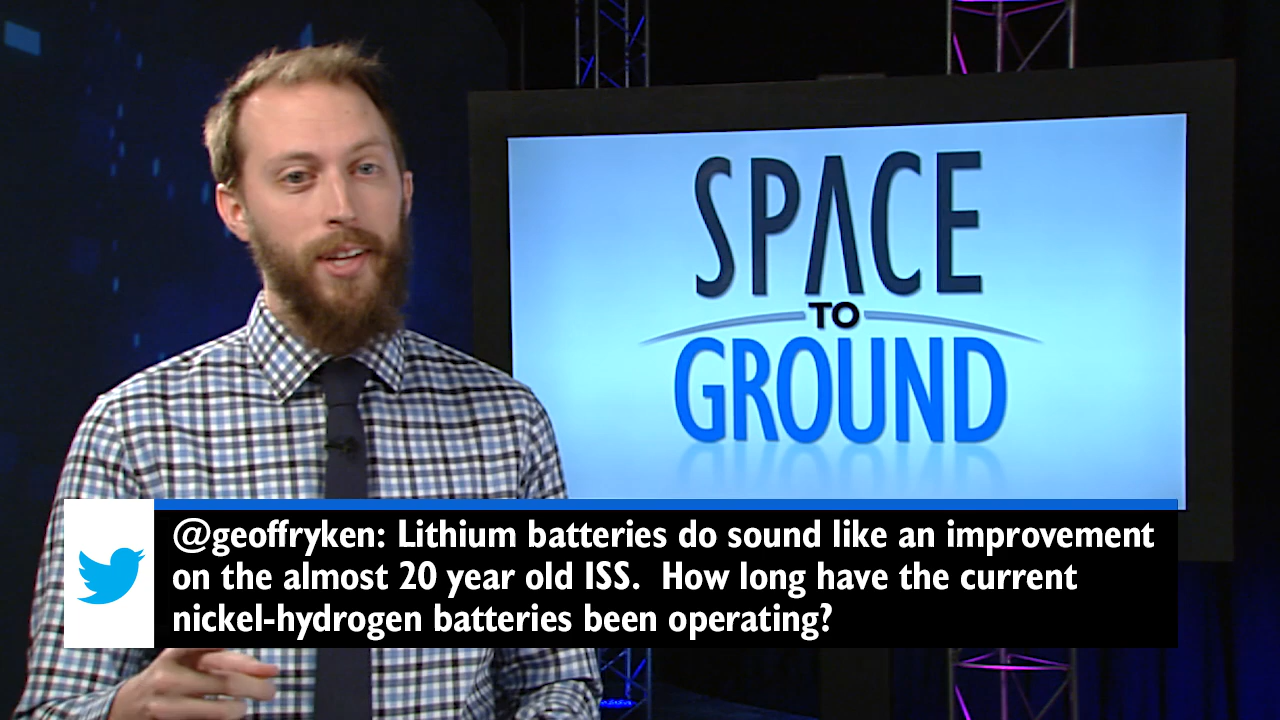 SPACE
TO
GROUND
@geoffryken: Lithium batteries do sound like an improvement
on the almost 20 year old ISS. How long have the current
nickel-hydrogen batteries been operating?